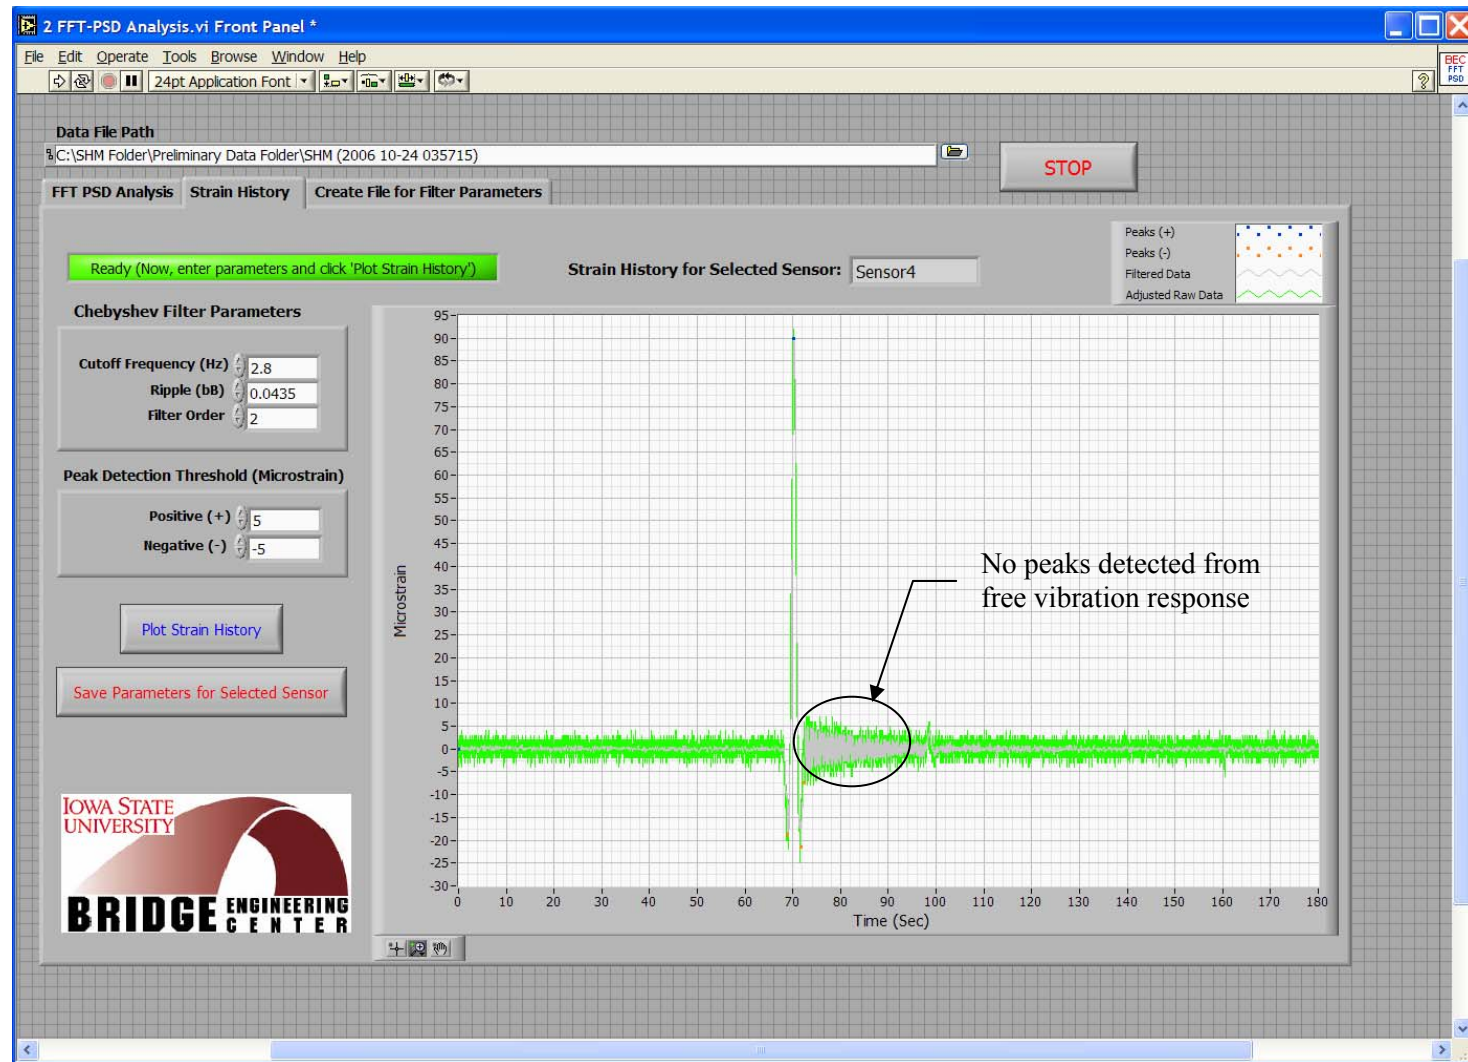 2 FFT-PSD Analysis.vi Front Panel *
File Edit Operate Tools Browse Window Help
24pt Application Font
BEC
FFT
PSD
Data File Path
C:\SHM Folder\Preliminary Data Folder\SHM (2006 10-24 035715)
STOP
FFT PSD Analysis Strain History Create File for Filter Parameters
Ready (Now, enter parameters and click 'Plot Strain History')
Strain History for Selected Sensor: Sensor4
Peaks (+)
Peaks (-)
Filtered Data
Adjusted Raw Data
Chebyshev Filter Parameters
Cutoff Frequency (Hz) 2.8
Ripple (bB) 0.0435
Filter Order 2
Peak Detection Threshold (Microstrain)
Positive (+) 5
Negative (-) -5
Plot Strain History
Save Parameters for Selected Sensor
IOWA STATE
UNIVERSITY
BRIDGE ENGINEERING
CENTER
Microstrain
95
90
85
80
75
70
65
60
55
50
45
40
35
30
25
20
15
10
5
0
-5
-10
-15
-20
-25
-30
No peaks detected from
free vibration response
0 10 20 30 40 50 60 70 80 90 100 110 120 130 140 150 160 170 180
Time (Sec)